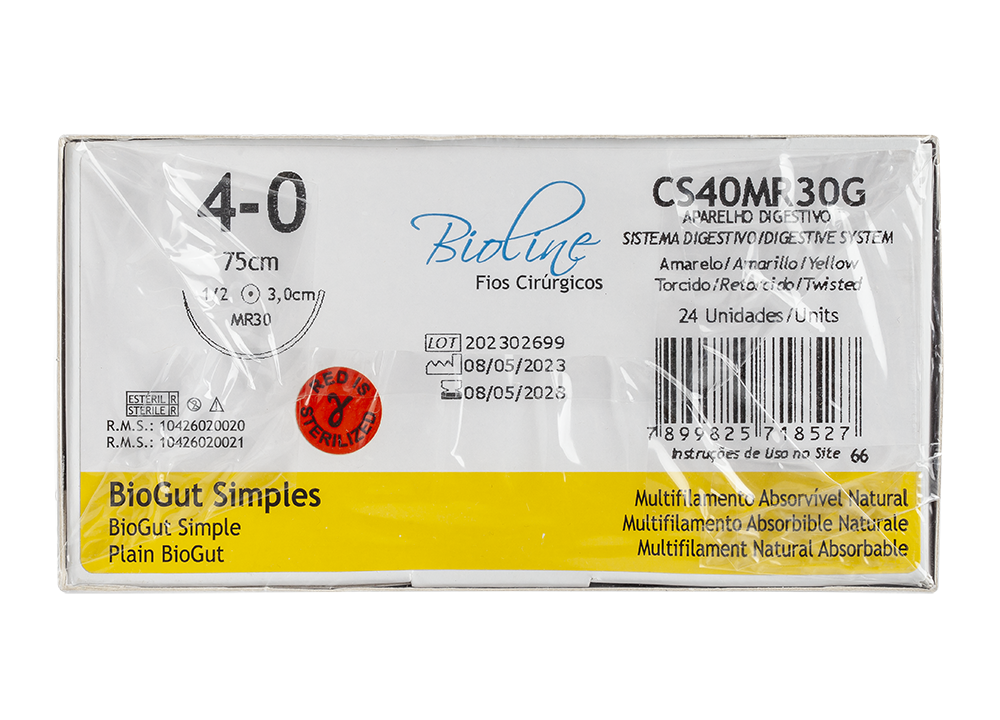 4-0
75cm
1/2 3,0cm
MR30
Bioline
Fios Cirúrgicos
CS40MR30G
APARELHO DIGESTIVO
SISTEMA DIGESTIVO/DIGESTIVE SYSTEM
Amarelo/Amarillo/Yellow
Torcido/Retorcido/Twisted
24 Unidades/Units
LOT 202302699
08/05/2023
08/05/2028
RED IS STERILIZED
γ
ESTÉRIL R
STERILE R
R.M.S.: 10426020020
R.M.S.: 10426020021
7 899825 718527
Instruções de Uso no Site 66
BioGut Simples
BioGut Simple
Plain BioGut
Multifilamento Absorvível Natural
Multifilamento Absorbible Naturale
Multifilament Natural Absorbable